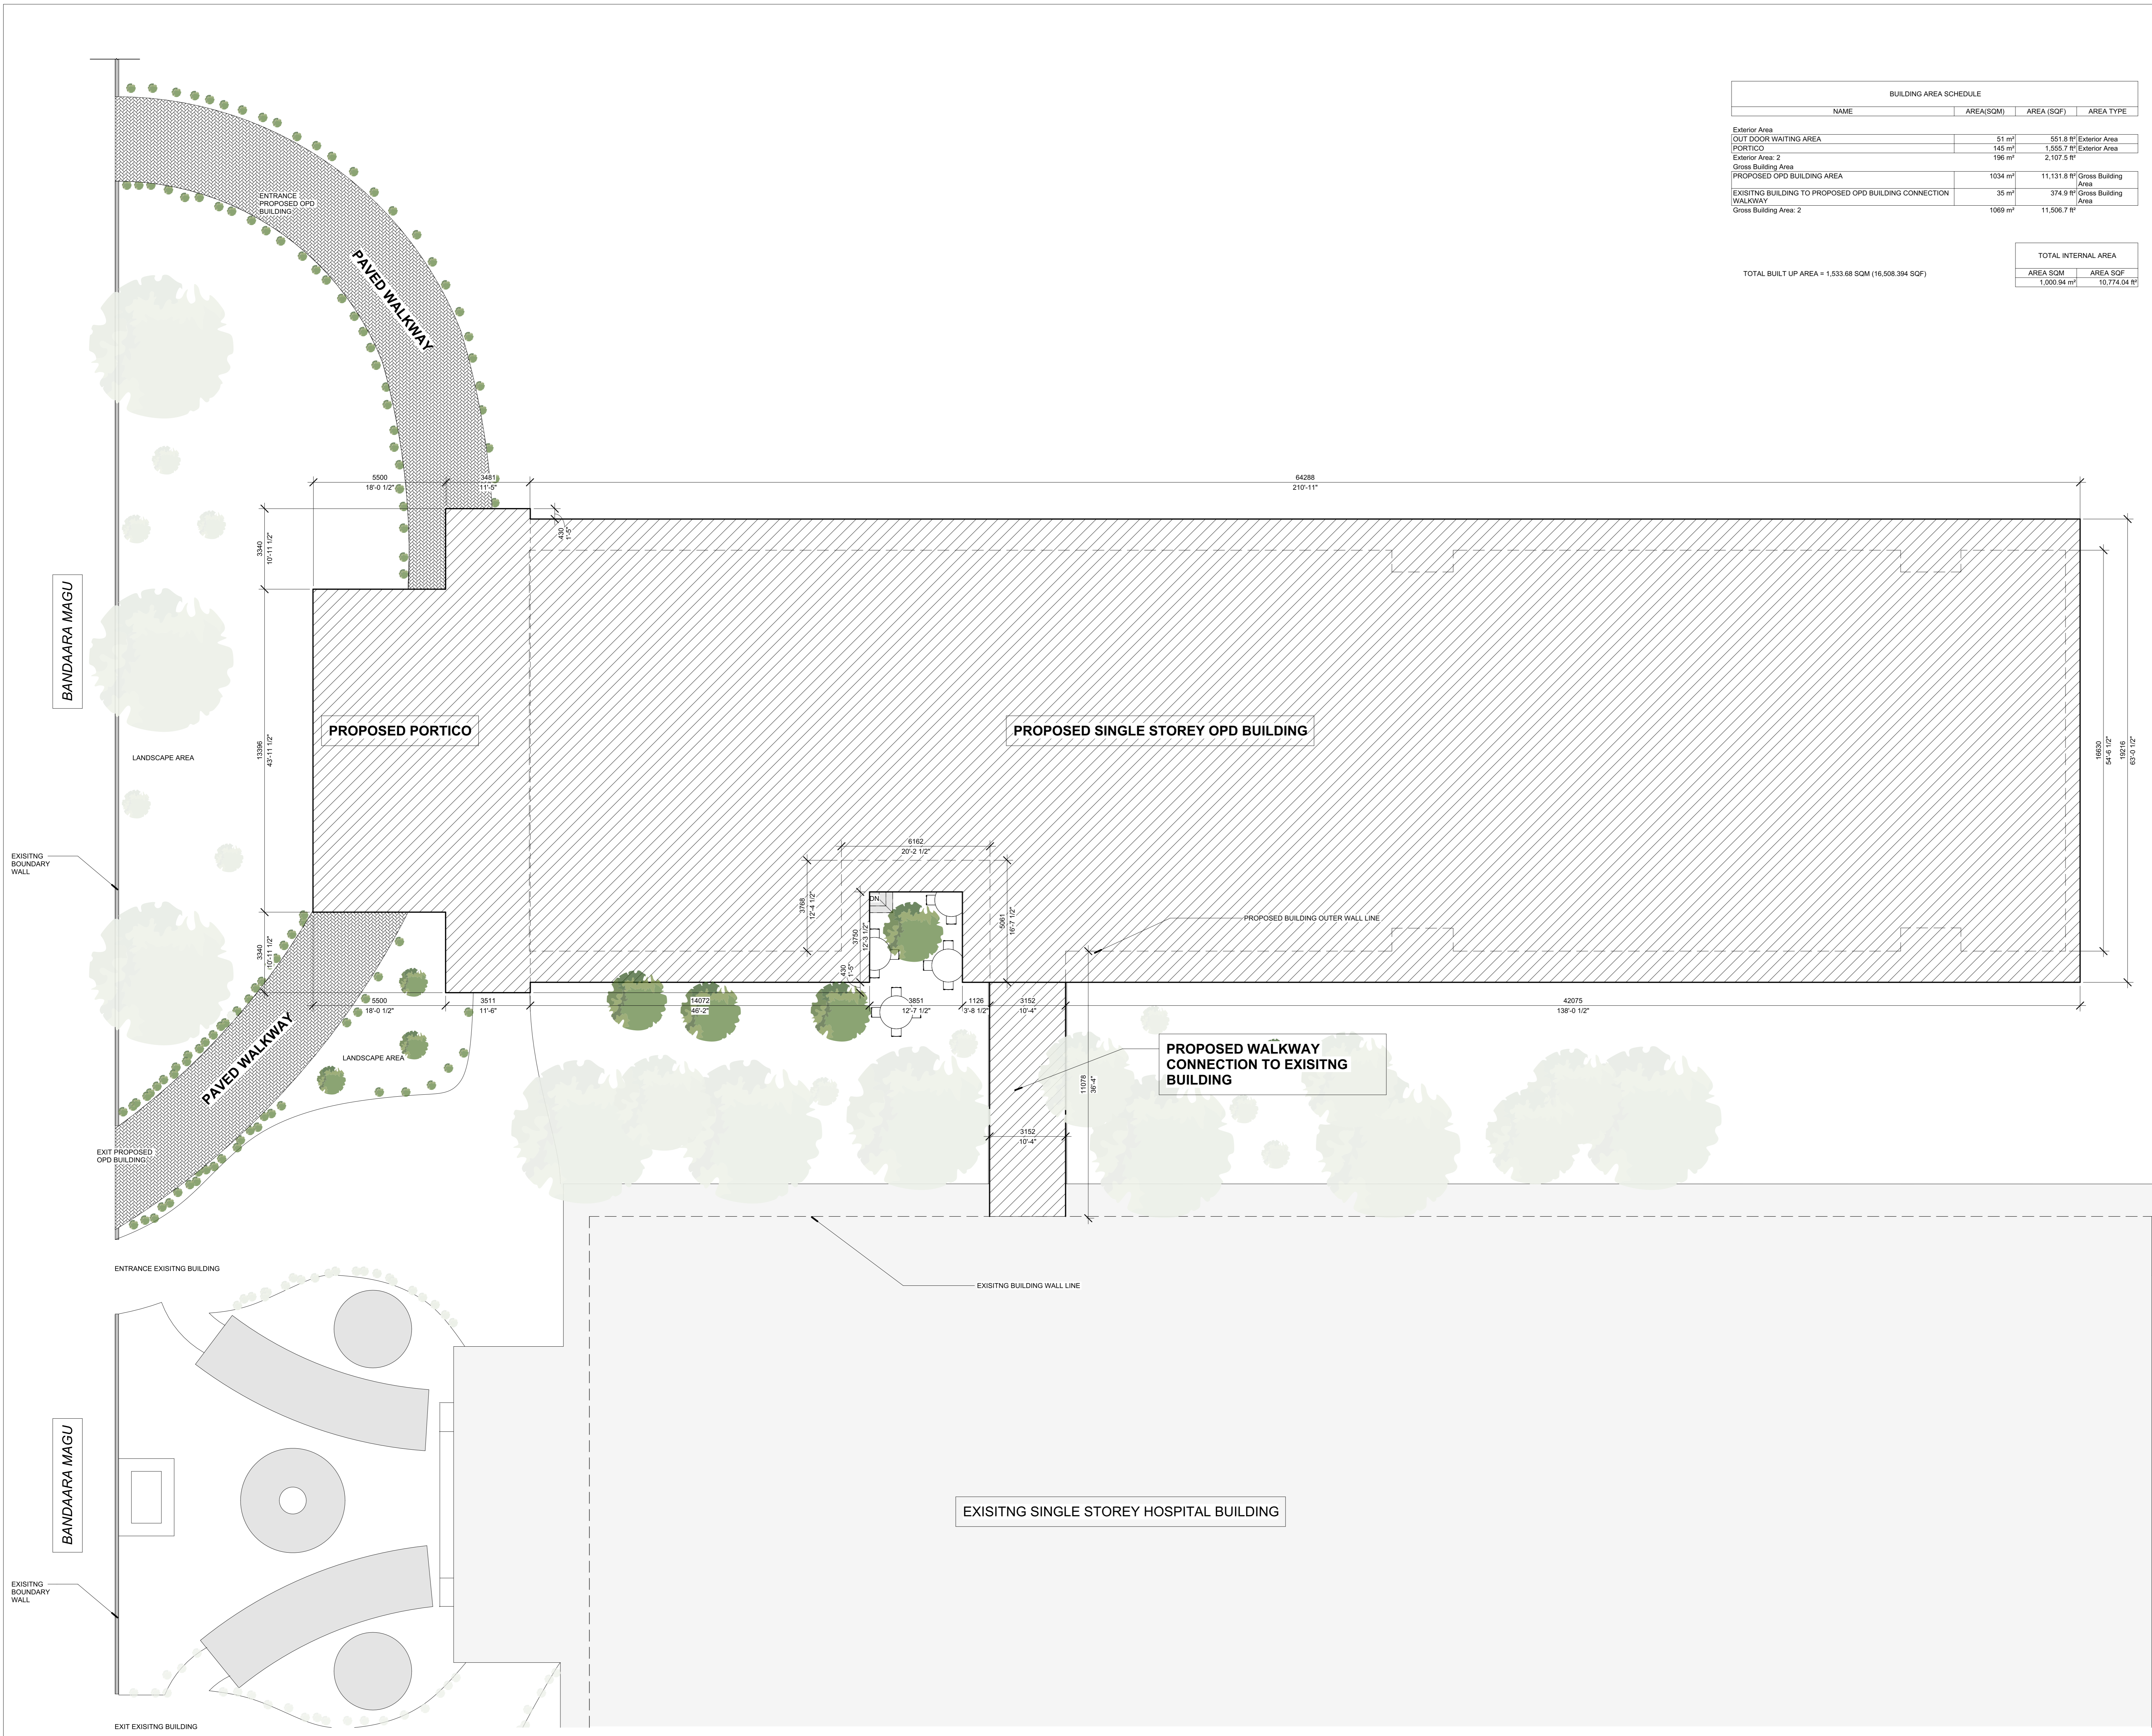 BUILDING AREA SCHEDULE
NAME AREA(SQM) AREA (SQF) AREA TYPE
Exterior Area
OUT DOOR WAITING AREA 51 m² 551.8 ft² Exterior Area
PORTICO 145 m² 1,555.7 ft² Exterior Area
Exterior Area: 2 196 m² 2,107.5 ft²
Gross Building Area
PROPOSED OPD BUILDING AREA 1034 m² 11,131.8 ft² Gross Building
Area
EXISITNG BUILDING TO PROPOSED OPD BUILDING CONNECTION 35 m² 374.9 ft² Gross Building
WALKWAY Area
Gross Building Area: 2 1069 m² 11,506.7 ft²
TOTAL INTERNAL AREA
AREA SQM AREA SQF
1,000.94 m² 10,774.04 ft²
TOTAL BUILT UP AREA = 1,533.68 SQM (16,508.394 SQF)
ENTRANCE
PROPOSED OPD
BUILDING
PAVED WALKWAY
5500
18'-0 1/2"
3481
11'-5"
64288
210'-11"
430
1'-5"
3340
10'-11 1/2"
BANDAARA MAGU
13396
43'-11 1/2"
PROPOSED PORTICO
PROPOSED SINGLE STOREY OPD BUILDING
16630
54'-6 1/2"
19216
63'-0 1/2"
LANDSCAPE AREA
EXISITNG
BOUNDARY
WALL
6162
20'-2 1/2"
3768
12'-4 1/2"
3750
12'-3 1/2"
DN
5061
16'-7 1/2"
PROPOSED BUILDING OUTER WALL LINE
3340
10'-11 1/2"
430
1'-5"
5500
18'-0 1/2"
3511
11'-6"
14072
46'-2"
3851
12'-7 1/2"
1126
3'-8 1/2"
3152
10'-4"
42075
138'-0 1/2"
PAVED WALKWAY
LANDSCAPE AREA
PROPOSED WALKWAY
CONNECTION TO EXISITNG
BUILDING
11078
36'-4"
3152
10'-4"
EXIT PROPOSED
OPD BUILDING
ENTRANCE EXISITNG BUILDING
EXISITNG BUILDING WALL LINE
BANDAARA MAGU
EXISITNG SINGLE STOREY HOSPITAL BUILDING
EXISITNG
BOUNDARY
WALL
EXIT EXISITNG BUILDING